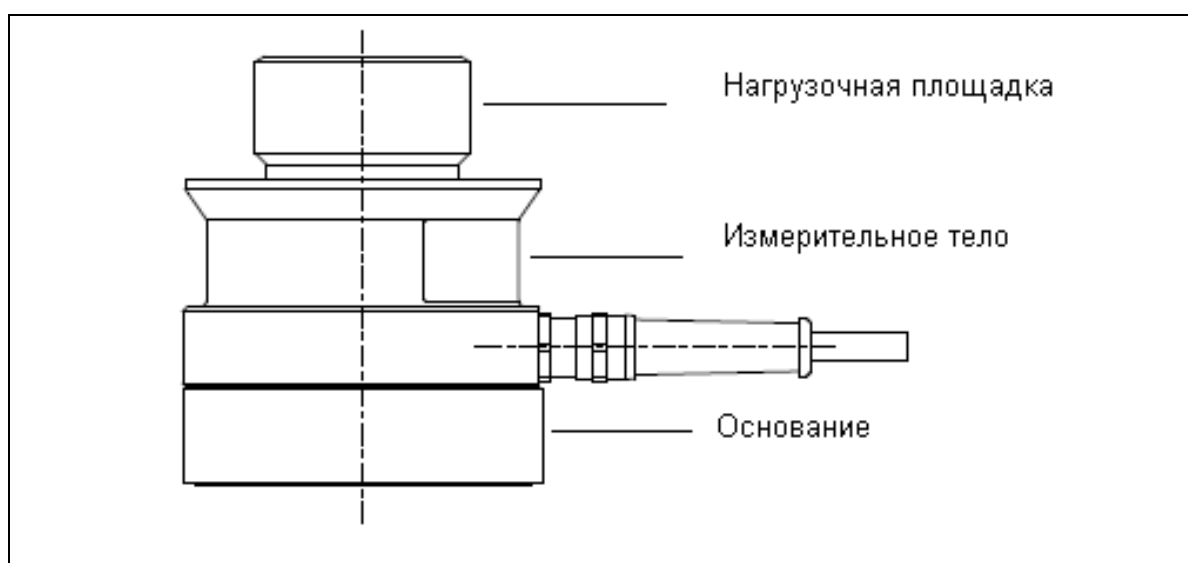 Нагрузочная площадка
Измерительное тело
Основание